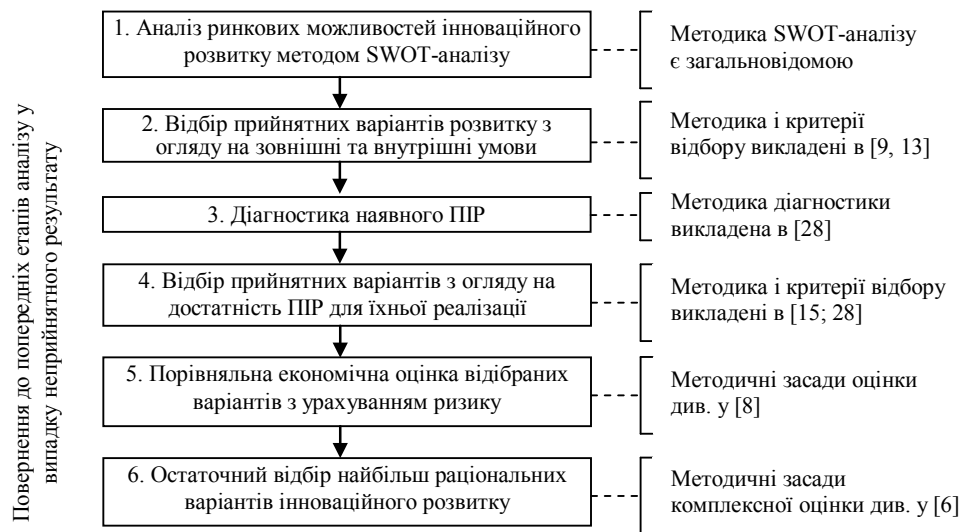 Повернення до попередніх етапів аналізу у
випадку неприйнятного результату
1. Аналіз ринкових можливостей інноваційного
розвитку методом SWOT-аналізу
Методика SWOT-аналізу
є загальновідомою
2. Відбір прийнятних варіантів розвитку з
огляду на зовнішні та внутрішні умови
Методика і критерії
відбору викладені в [9, 13]
3. Діагностика наявного ПІР
Методика діагностики
викладена в [28]
4. Відбір прийнятних варіантів з огляду на
достатність ПІР для їхньої реалізації
Методика і критерії відбору
викладені в [15; 28]
5. Порівняльна економічна оцінка відібраних
варіантів з урахуванням ризику
Методичні засади оцінки
див. у [8]
6. Остаточний відбір найбільш раціональних
варіантів інноваційного розвитку
Методичні засади
комплексної оцінки див. у [6]